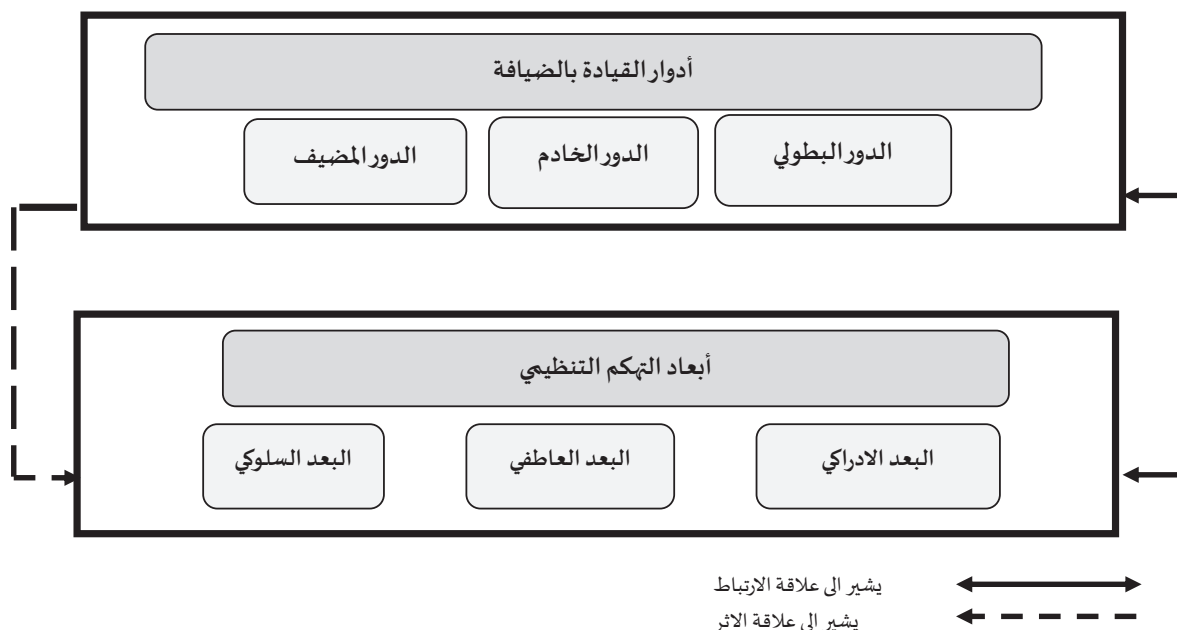 أدوار القيادة بالضيافة
الدور البطولي
الدور الخادم
الدور المضيف
أبعاد التهكم التنظيمي
البعد الادراكي
البعد العاطفي
البعد السلوكي
يشير الى علاقة الارتباط
يشير الى علاقة الاثر